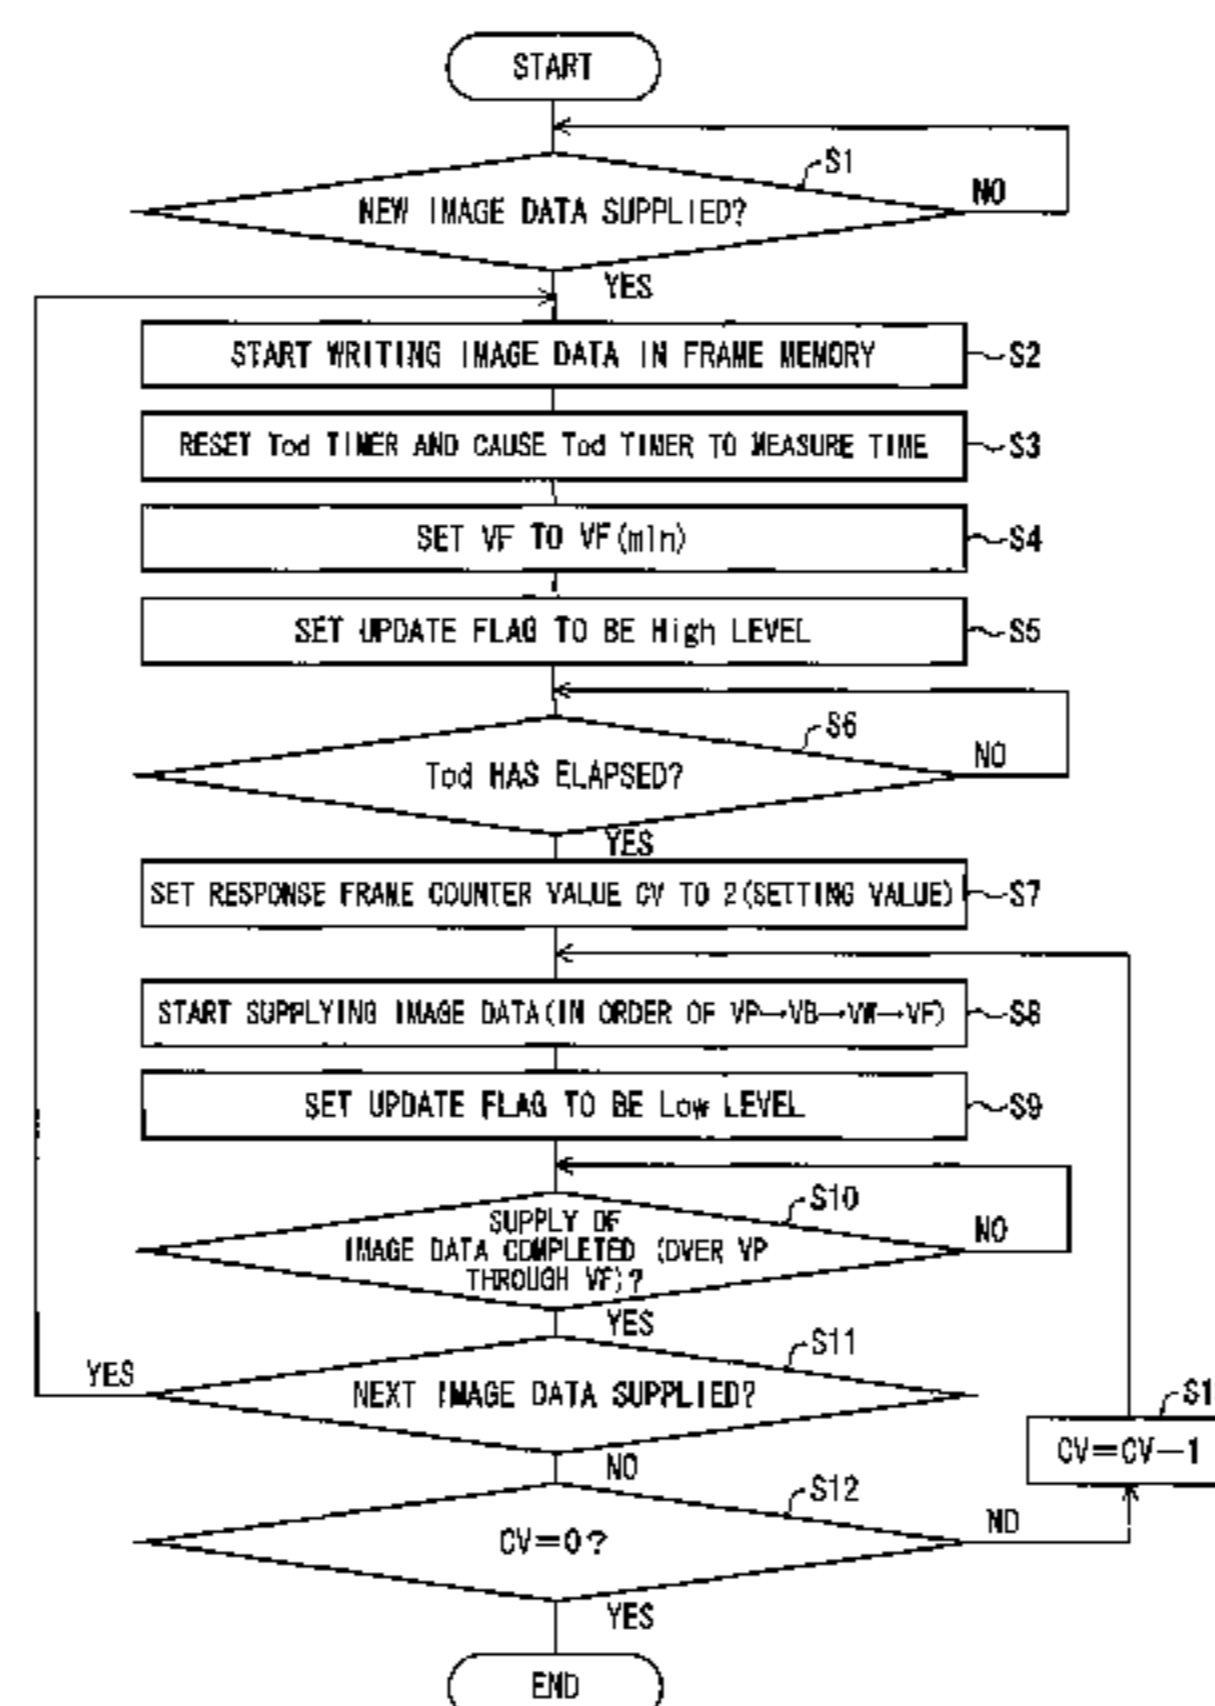 START
S1
NEW IMAGE DATA SUPPLIED?
NO
YES
START WRITING IMAGE DATA IN FRAME MEMORY
S2
RESET Tod TIMER AND CAUSE Tod TIMER TO MEASURE TIME
S3
SET VF TO VF(min)
S4
SET UPDATE FLAG TO BE High LEVEL
S5
S6
Tod HAS ELAPSED?
NO
YES
SET RESPONSE FRAME COUNTER VALUE CV TO 2(SETTING VALUE)
S7
START SUPPLYING IMAGE DATA(IN ORDER OF VP→VB→VW→VF)
S8
SET UPDATE FLAG TO BE Low LEVEL
S9
S10
SUPPLY OF
IMAGE DATA COMPLETED (OVER VP
THROUGH VF)?
NO
YES
S11
YES
NEXT IMAGE DATA SUPPLIED?
S1
CV=CV−1
NO
S12
CV=0?
NO
YES
END